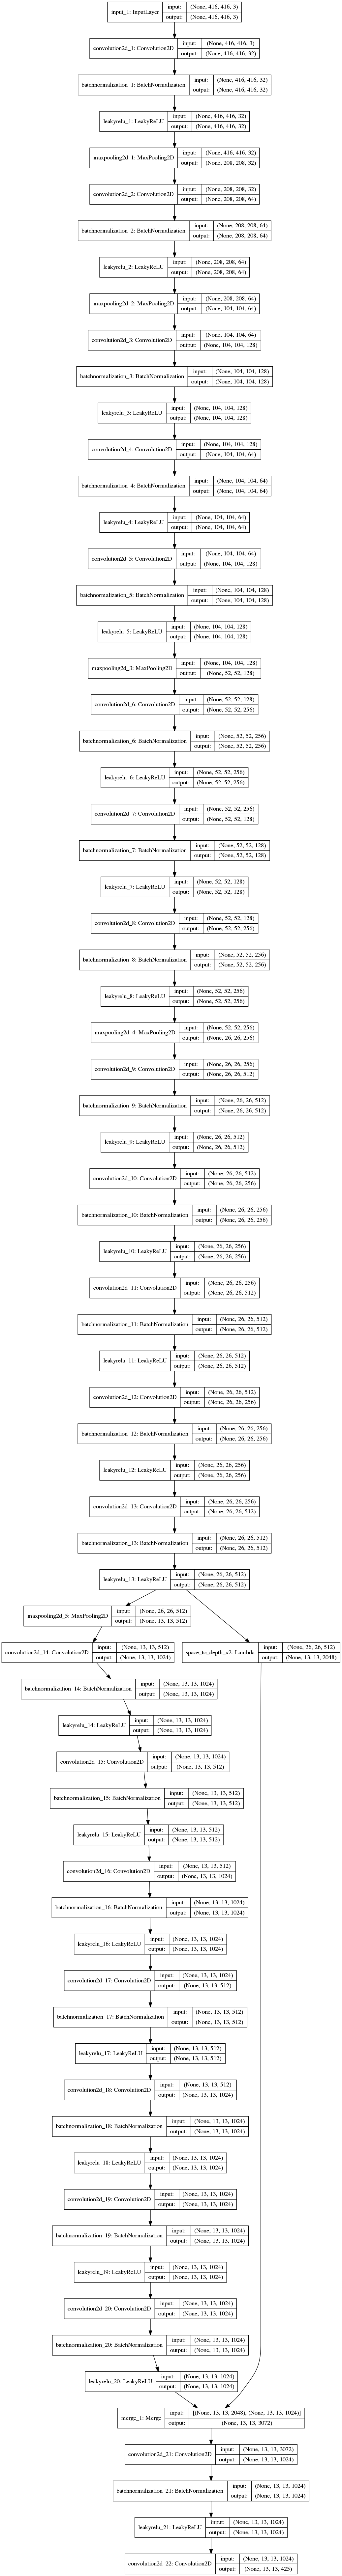 input_1: InputLayer
input: (None, 416, 416, 3)
output: (None, 416, 416, 3)
convolution2d_1: Convolution2D
input: (None, 416, 416, 3)
output: (None, 416, 416, 32)
batchnormalization_1: BatchNormalization
input: (None, 416, 416, 32)
output: (None, 416, 416, 32)
leakyrelu_1: LeakyReLU
input: (None, 416, 416, 32)
output: (None, 416, 416, 32)
maxpooling2d_1: MaxPooling2D
input: (None, 416, 416, 32)
output: (None, 208, 208, 32)
convolution2d_2: Convolution2D
input: (None, 208, 208, 32)
output: (None, 208, 208, 64)
batchnormalization_2: BatchNormalization
input: (None, 208, 208, 64)
output: (None, 208, 208, 64)
leakyrelu_2: LeakyReLU
input: (None, 208, 208, 64)
output: (None, 208, 208, 64)
maxpooling2d_2: MaxPooling2D
input: (None, 208, 208, 64)
output: (None, 104, 104, 64)
convolution2d_3: Convolution2D
input: (None, 104, 104, 64)
output: (None, 104, 104, 128)
batchnormalization_3: BatchNormalization
input: (None, 104, 104, 128)
output: (None, 104, 104, 128)
leakyrelu_3: LeakyReLU
input: (None, 104, 104, 128)
output: (None, 104, 104, 128)
convolution2d_4: Convolution2D
input: (None, 104, 104, 128)
output: (None, 104, 104, 64)
batchnormalization_4: BatchNormalization
input: (None, 104, 104, 64)
output: (None, 104, 104, 64)
leakyrelu_4: LeakyReLU
input: (None, 104, 104, 64)
output: (None, 104, 104, 64)
convolution2d_5: Convolution2D
input: (None, 104, 104, 64)
output: (None, 104, 104, 128)
batchnormalization_5: BatchNormalization
input: (None, 104, 104, 128)
output: (None, 104, 104, 128)
leakyrelu_5: LeakyReLU
input: (None, 104, 104, 128)
output: (None, 104, 104, 128)
maxpooling2d_3: MaxPooling2D
input: (None, 104, 104, 128)
output: (None, 52, 52, 128)
convolution2d_6: Convolution2D
input: (None, 52, 52, 128)
output: (None, 52, 52, 256)
batchnormalization_6: BatchNormalization
input: (None, 52, 52, 256)
output: (None, 52, 52, 256)
leakyrelu_6: LeakyReLU
input: (None, 52, 52, 256)
output: (None, 52, 52, 256)
convolution2d_7: Convolution2D
input: (None, 52, 52, 256)
output: (None, 52, 52, 128)
batchnormalization_7: BatchNormalization
input: (None, 52, 52, 128)
output: (None, 52, 52, 128)
leakyrelu_7: LeakyReLU
input: (None, 52, 52, 128)
output: (None, 52, 52, 128)
convolution2d_8: Convolution2D
input: (None, 52, 52, 128)
output: (None, 52, 52, 256)
batchnormalization_8: BatchNormalization
input: (None, 52, 52, 256)
output: (None, 52, 52, 256)
leakyrelu_8: LeakyReLU
input: (None, 52, 52, 256)
output: (None, 52, 52, 256)
maxpooling2d_4: MaxPooling2D
input: (None, 52, 52, 256)
output: (None, 26, 26, 256)
convolution2d_9: Convolution2D
input: (None, 26, 26, 256)
output: (None, 26, 26, 512)
batchnormalization_9: BatchNormalization
input: (None, 26, 26, 512)
output: (None, 26, 26, 512)
leakyrelu_9: LeakyReLU
input: (None, 26, 26, 512)
output: (None, 26, 26, 512)
convolution2d_10: Convolution2D
input: (None, 26, 26, 512)
output: (None, 26, 26, 256)
batchnormalization_10: BatchNormalization
input: (None, 26, 26, 256)
output: (None, 26, 26, 256)
leakyrelu_10: LeakyReLU
input: (None, 26, 26, 256)
output: (None, 26, 26, 256)
convolution2d_11: Convolution2D
input: (None, 26, 26, 256)
output: (None, 26, 26, 512)
batchnormalization_11: BatchNormalization
input: (None, 26, 26, 512)
output: (None, 26, 26, 512)
leakyrelu_11: LeakyReLU
input: (None, 26, 26, 512)
output: (None, 26, 26, 512)
convolution2d_12: Convolution2D
input: (None, 26, 26, 512)
output: (None, 26, 26, 256)
batchnormalization_12: BatchNormalization
input: (None, 26, 26, 256)
output: (None, 26, 26, 256)
leakyrelu_12: LeakyReLU
input: (None, 26, 26, 256)
output: (None, 26, 26, 256)
convolution2d_13: Convolution2D
input: (None, 26, 26, 256)
output: (None, 26, 26, 512)
batchnormalization_13: BatchNormalization
input: (None, 26, 26, 512)
output: (None, 26, 26, 512)
leakyrelu_13: LeakyReLU
input: (None, 26, 26, 512)
output: (None, 26, 26, 512)
maxpooling2d_5: MaxPooling2D
input: (None, 26, 26, 512)
output: (None, 13, 13, 512)
convolution2d_14: Convolution2D
input: (None, 13, 13, 512)
output: (None, 13, 13, 1024)
space_to_depth_x2: Lambda
input: (None, 26, 26, 512)
output: (None, 13, 13, 2048)
batchnormalization_14: BatchNormalization
input: (None, 13, 13, 1024)
output: (None, 13, 13, 1024)
leakyrelu_14: LeakyReLU
input: (None, 13, 13, 1024)
output: (None, 13, 13, 1024)
convolution2d_15: Convolution2D
input: (None, 13, 13, 1024)
output: (None, 13, 13, 512)
batchnormalization_15: BatchNormalization
input: (None, 13, 13, 512)
output: (None, 13, 13, 512)
leakyrelu_15: LeakyReLU
input: (None, 13, 13, 512)
output: (None, 13, 13, 512)
convolution2d_16: Convolution2D
input: (None, 13, 13, 512)
output: (None, 13, 13, 1024)
batchnormalization_16: BatchNormalization
input: (None, 13, 13, 1024)
output: (None, 13, 13, 1024)
leakyrelu_16: LeakyReLU
input: (None, 13, 13, 1024)
output: (None, 13, 13, 1024)
convolution2d_17: Convolution2D
input: (None, 13, 13, 1024)
output: (None, 13, 13, 512)
batchnormalization_17: BatchNormalization
input: (None, 13, 13, 512)
output: (None, 13, 13, 512)
leakyrelu_17: LeakyReLU
input: (None, 13, 13, 512)
output: (None, 13, 13, 512)
convolution2d_18: Convolution2D
input: (None, 13, 13, 512)
output: (None, 13, 13, 1024)
batchnormalization_18: BatchNormalization
input: (None, 13, 13, 1024)
output: (None, 13, 13, 1024)
leakyrelu_18: LeakyReLU
input: (None, 13, 13, 1024)
output: (None, 13, 13, 1024)
convolution2d_19: Convolution2D
input: (None, 13, 13, 1024)
output: (None, 13, 13, 1024)
batchnormalization_19: BatchNormalization
input: (None, 13, 13, 1024)
output: (None, 13, 13, 1024)
leakyrelu_19: LeakyReLU
input: (None, 13, 13, 1024)
output: (None, 13, 13, 1024)
convolution2d_20: Convolution2D
input: (None, 13, 13, 1024)
output: (None, 13, 13, 1024)
batchnormalization_20: BatchNormalization
input: (None, 13, 13, 1024)
output: (None, 13, 13, 1024)
leakyrelu_20: LeakyReLU
input: (None, 13, 13, 1024)
output: (None, 13, 13, 1024)
merge_1: Merge
input: [(None, 13, 13, 2048), (None, 13, 13, 1024)]
output: (None, 13, 13, 3072)
convolution2d_21: Convolution2D
input: (None, 13, 13, 3072)
output: (None, 13, 13, 1024)
batchnormalization_21: BatchNormalization
input: (None, 13, 13, 1024)
output: (None, 13, 13, 1024)
leakyrelu_21: LeakyReLU
input: (None, 13, 13, 1024)
output: (None, 13, 13, 1024)
convolution2d_22: Convolution2D
input: (None, 13, 13, 1024)
output: (None, 13, 13, 425)